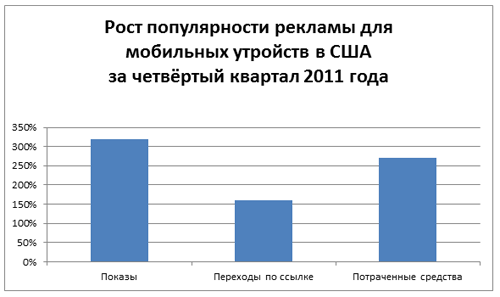 Рост популярности рекламы для
мобильных утройств в США
за четвёртый квартал 2011 года
350%
300%
250%
200%
150%
100%
50%
0%
Показы
Переходы по ссылке
Потраченные средства